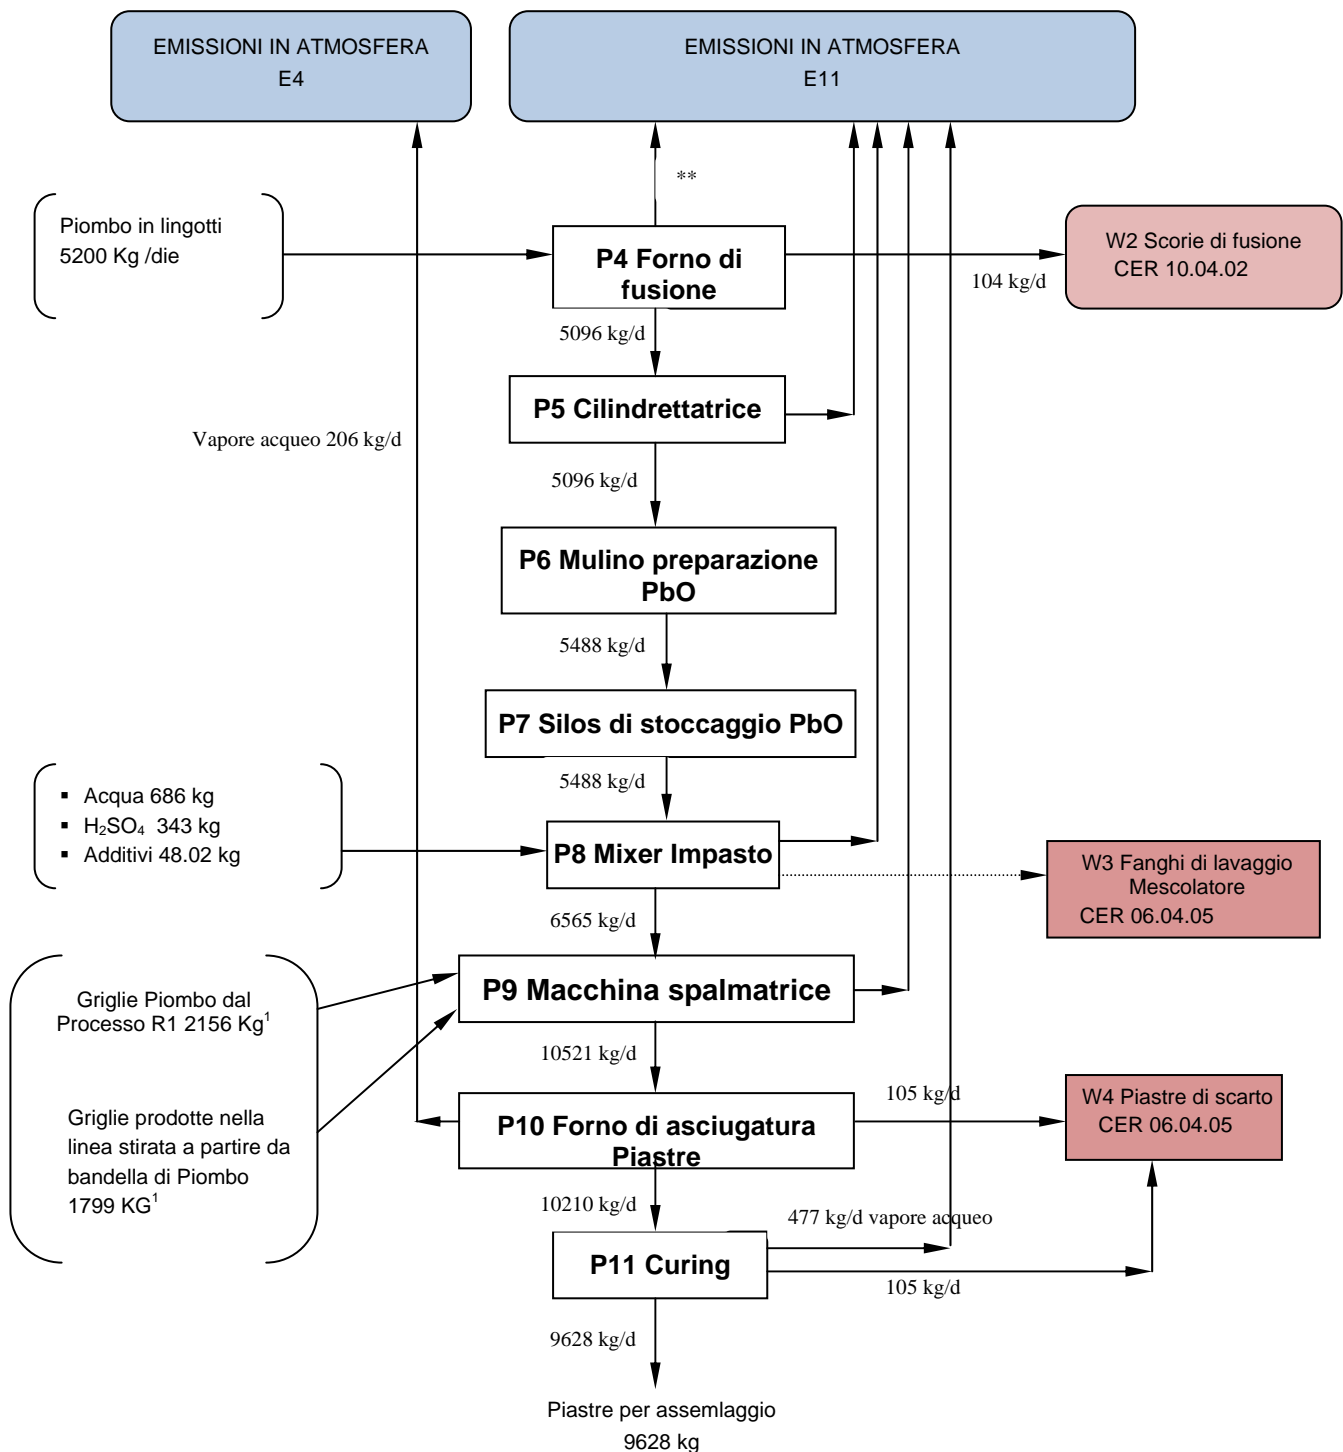 EMISSIONI IN ATMOSFERA
E4
EMISSIONI IN ATMOSFERA
E11
**
Piombo in lingotti
5200 Kg /die
P4 Forno di
fusione
W2 Scorie di fusione
CER 10.04.02
104 kg/d
5096 kg/d
P5 Cilindrettatrice
Vapore acqueo 206 kg/d
5096 kg/d
P6 Mulino preparazione
PbO
5488 kg/d
P7 Silos di stoccaggio PbO
5488 kg/d
▪ Acqua 686 kg
▪ H₂SO₄ 343 kg
▪ Additivi 48.02 kg
P8 Mixer Impasto
W3 Fanghi di lavaggio
Mescolatore
CER 06.04.05
6565 kg/d
Griglie Piombo dal
Processo R1 2156 Kg¹
P9 Macchina spalmatrice
10521 kg/d
Griglie prodotte nella
linea stirata a partire da
bandella di Piombo
1799 KG¹
P10 Forno di asciugatura
Piastre
105 kg/d
W4 Piastre di scarto
CER 06.04.05
10210 kg/d
477 kg/d vapore acqueo
P11 Curing
105 kg/d
9628 kg/d
Piastre per assemlaggio
9628 kg